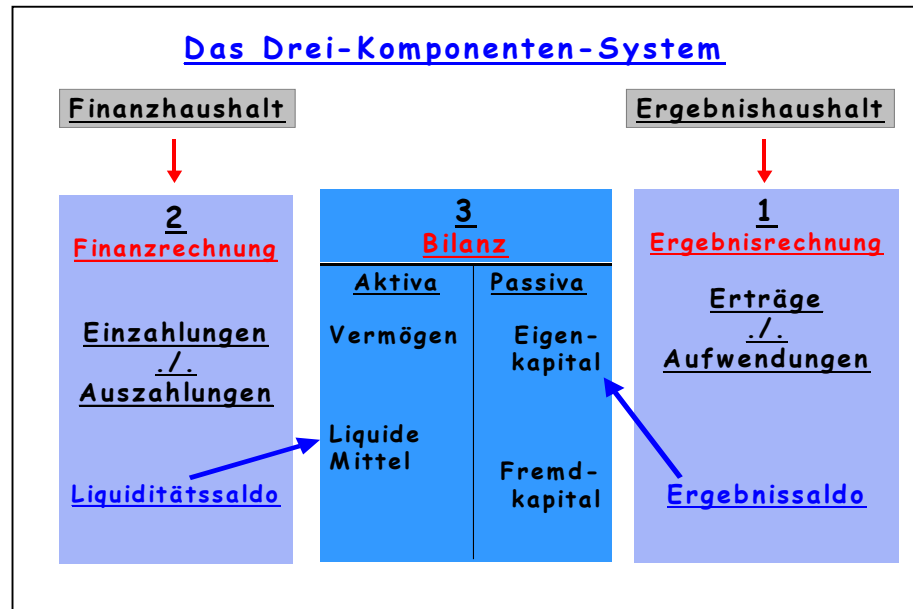 Das Drei-Komponenten-System
Finanzhaushalt
Ergebnishaushalt
2
Finanzrechnung
Einzahlungen
./.
Auszahlungen
Liquiditätssaldo
3
Bilanz
Aktiva
Passiva
Vermögen
Liquide
Mittel
Eigen-
kapital
Fremd-
kapital
1
Ergebnisrechnung
Erträge
./.
Aufwendungen
Ergebnissaldo